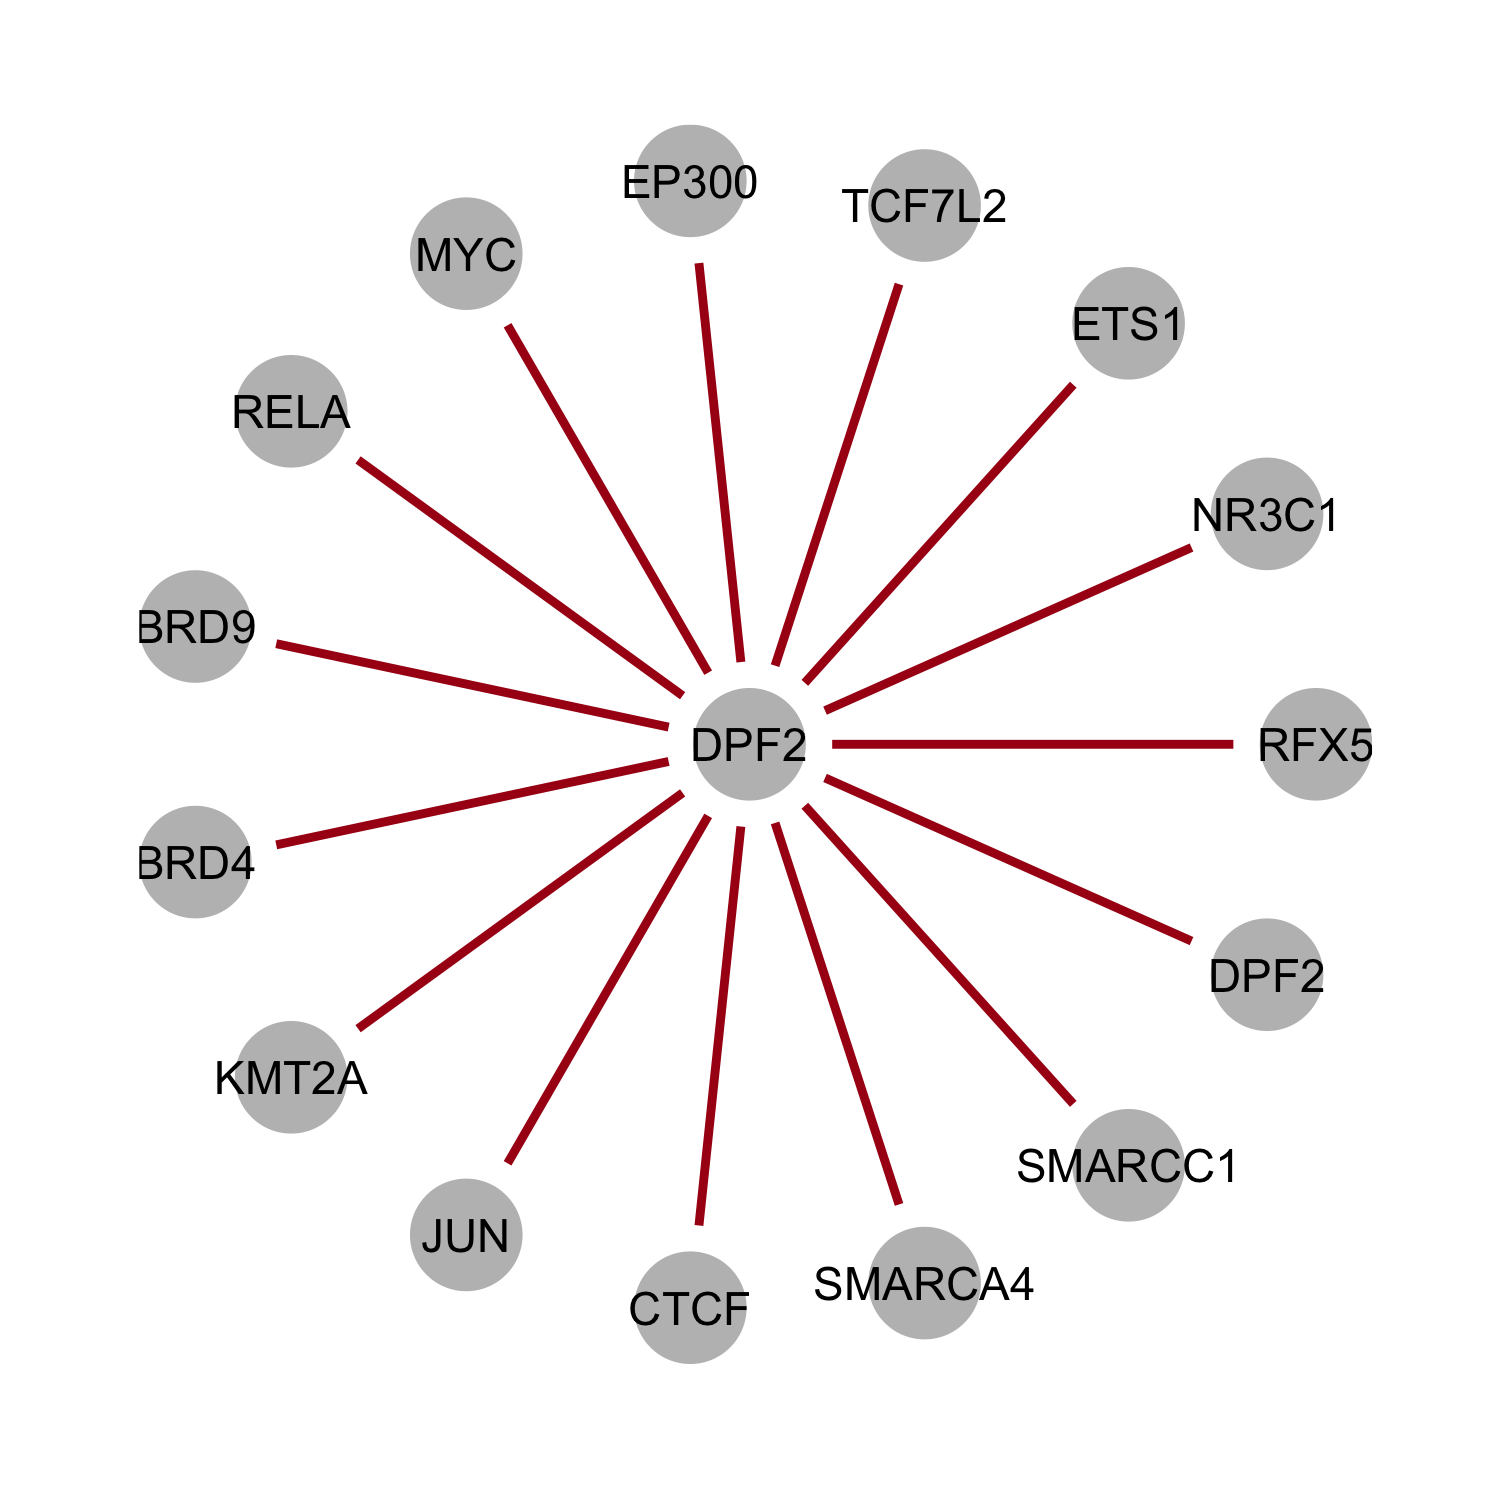 EP300
TCF7L2
MYC
ETS1
RELA
NR3C1
BRD9
DPF2
RFX5
BRD4
DPF2
KMT2A
SMARCC1
JUN
SMARCA4
CTCF